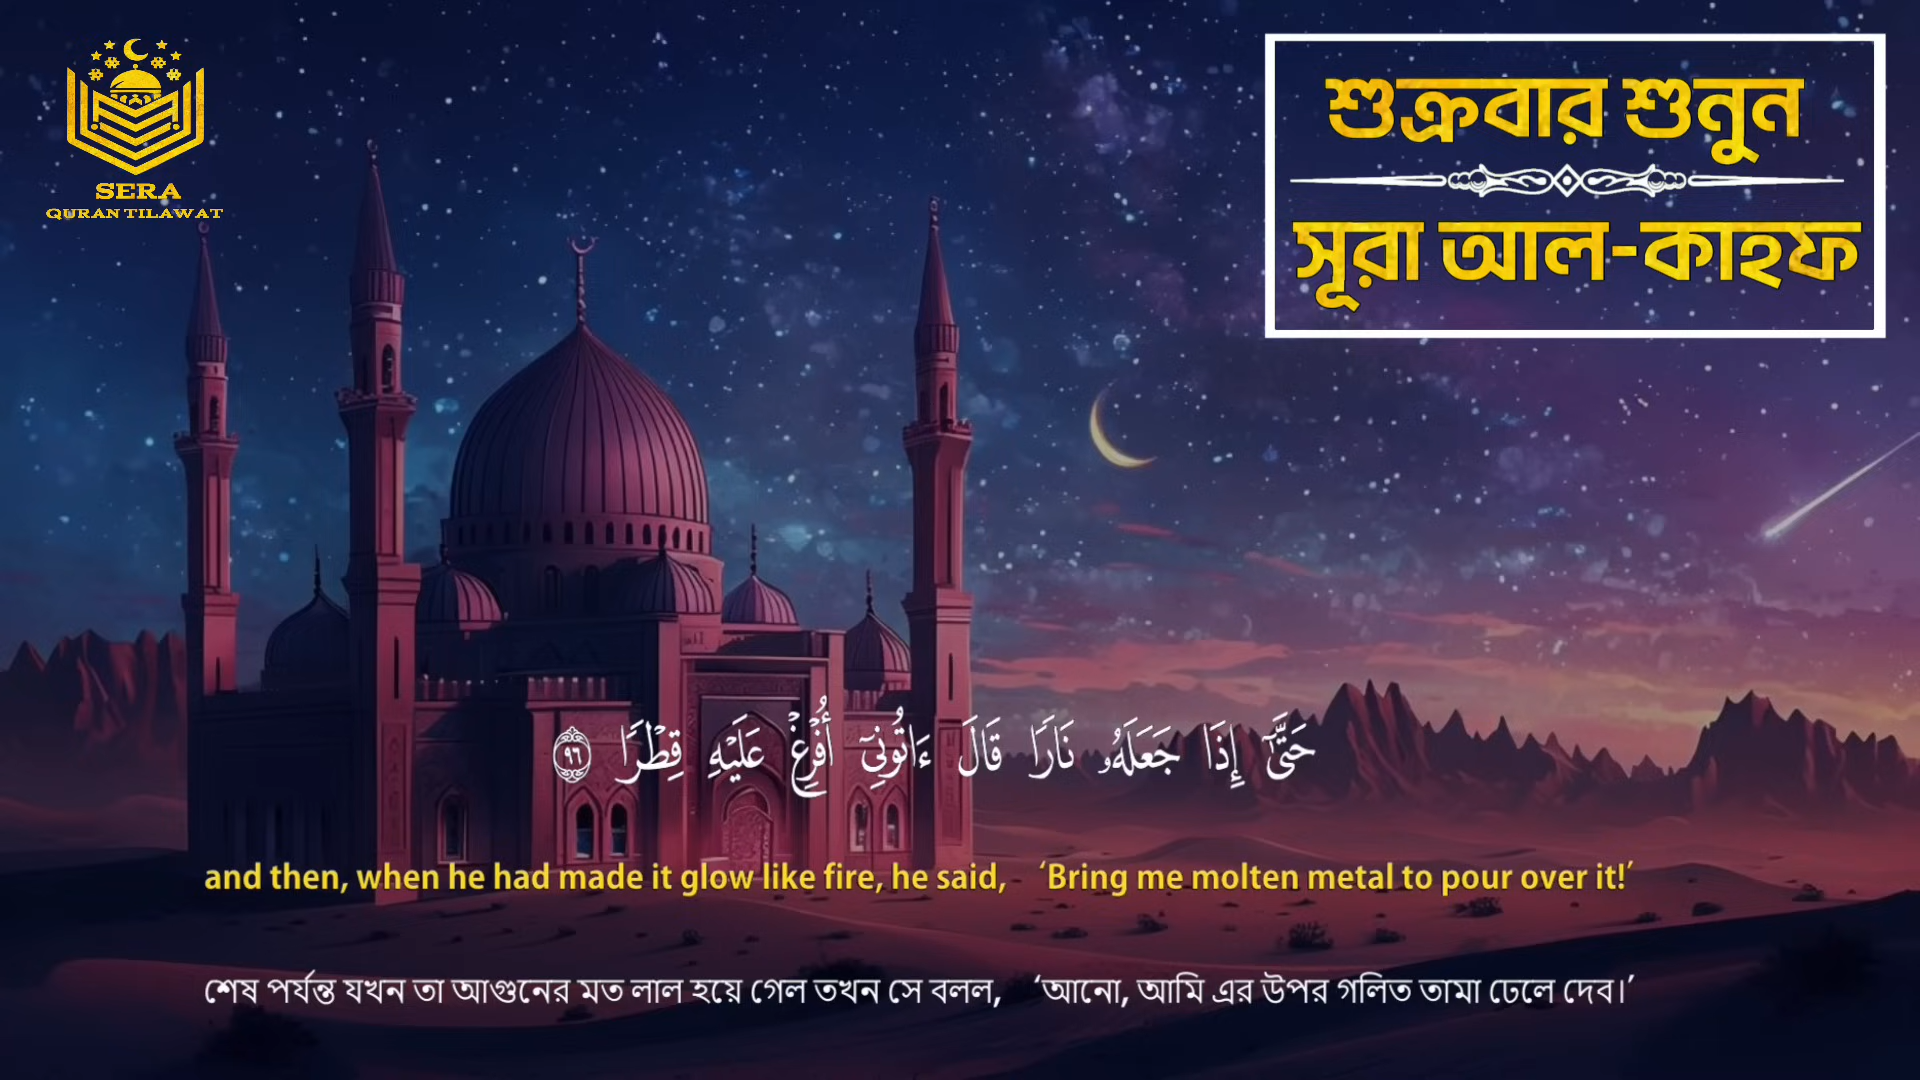 SERA
QURAN TILAWAT
শুক্রবার শুনুন
সূরা আল-কাহফ
حَتَّىٰٓ إِذَا جَعَلَهُۥ نَارًا قَالَ ءَاتُونِىٓ أُفْرِغْ عَلَيْهِ قِطْرًا ٩٦
and then, when he had made it glow like fire, he said, ‘Bring me molten metal to pour over it!’
শেষ পর্যন্ত যখন তা আগুনের মত লাল হয়ে গেল তখন সে বলল, ‘আনো, আমি এর উপর গলিত তামা ঢেলে দেব।’